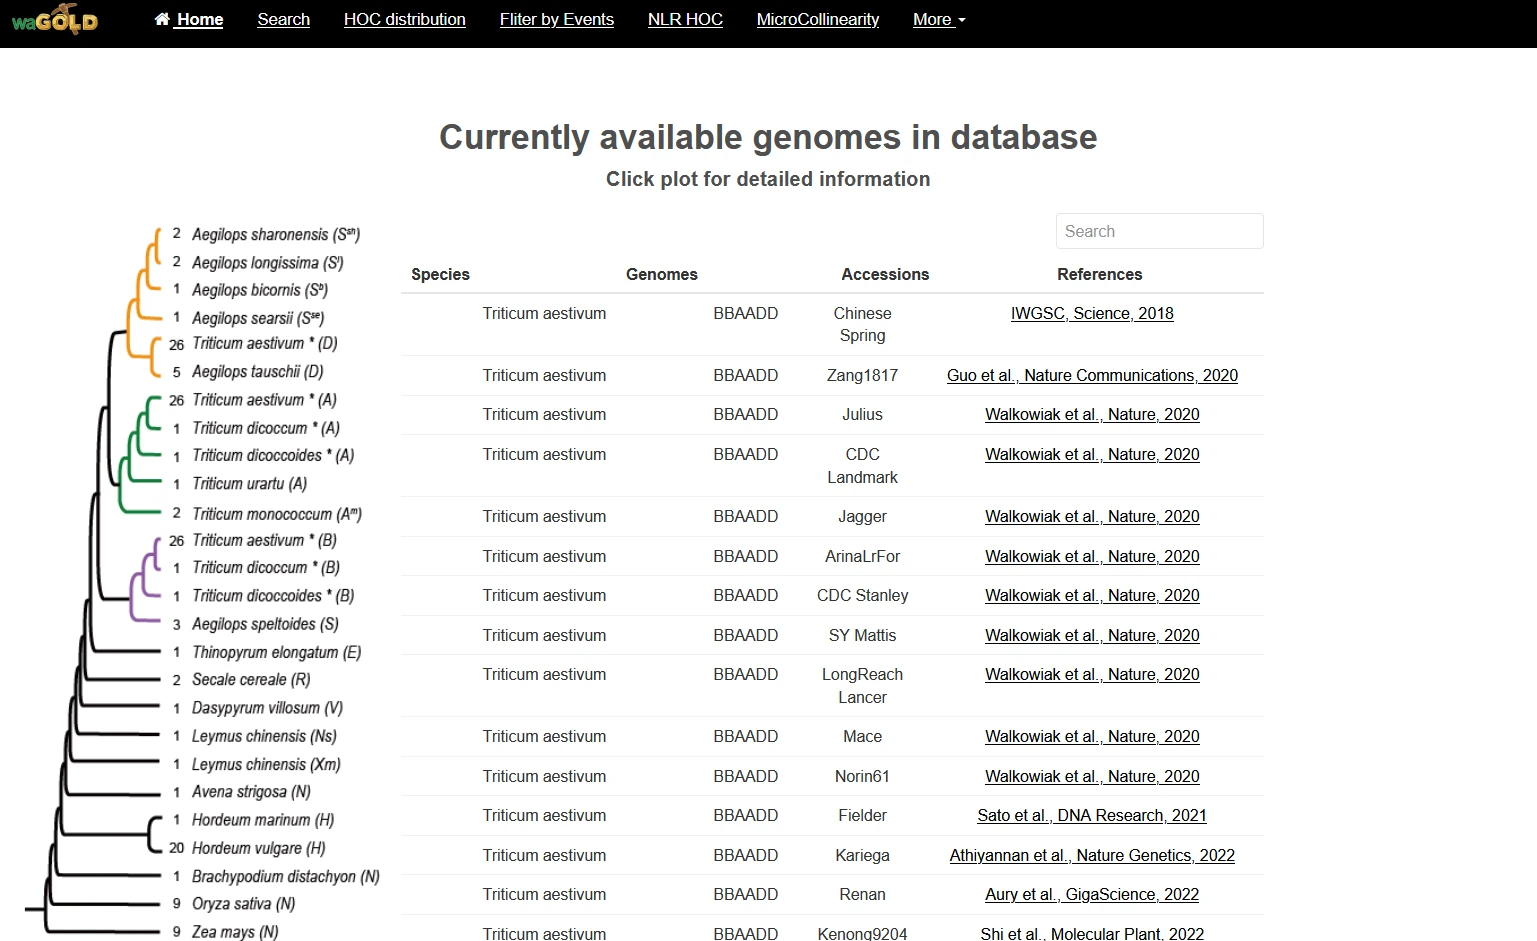 waGOLD
Home Search HOC distribution Fliter by Events NLR HOC MicroCollinearity More
Currently available genomes in database
Click plot for detailed information
2 Aegilops sharonensis (Sˢʰ)
2 Aegilops longissima (Sˡ)
1 Aegilops bicornis (Sᵇ)
1 Aegilops searsii (Sˢᵉ)
26 Triticum aestivum * (D)
5 Aegilops tauschii (D)
26 Triticum aestivum * (A)
1 Triticum dicoccum * (A)
1 Triticum dicoccoides * (A)
1 Triticum urartu (A)
2 Triticum monococcum (Aᵐ)
26 Triticum aestivum * (B)
1 Triticum dicoccum * (B)
1 Triticum dicoccoides * (B)
3 Aegilops speltoides (S)
1 Thinopyrum elongatum (E)
2 Secale cereale (R)
1 Dasypyrum villosum (V)
1 Leymus chinensis (Ns)
1 Leymus chinensis (Xm)
1 Avena strigosa (N)
1 Hordeum marinum (H)
20 Hordeum vulgare (H)
1 Brachypodium distachyon (N)
9 Oryza sativa (N)
9 Zea mays (N)
Search
Species Genomes Accessions References
Triticum aestivum BBAADD Chinese Spring IWGSC, Science, 2018
Triticum aestivum BBAADD Zang1817 Guo et al., Nature Communications, 2020
Triticum aestivum BBAADD Julius Walkowiak et al., Nature, 2020
Triticum aestivum BBAADD CDC Landmark Walkowiak et al., Nature, 2020
Triticum aestivum BBAADD Jagger Walkowiak et al., Nature, 2020
Triticum aestivum BBAADD ArinaLrFor Walkowiak et al., Nature, 2020
Triticum aestivum BBAADD CDC Stanley Walkowiak et al., Nature, 2020
Triticum aestivum BBAADD SY Mattis Walkowiak et al., Nature, 2020
Triticum aestivum BBAADD LongReach Lancer Walkowiak et al., Nature, 2020
Triticum aestivum BBAADD Mace Walkowiak et al., Nature, 2020
Triticum aestivum BBAADD Norin61 Walkowiak et al., Nature, 2020
Triticum aestivum BBAADD Fielder Sato et al., DNA Research, 2021
Triticum aestivum BBAADD Kariega Athiyannan et al., Nature Genetics, 2022
Triticum aestivum BBAADD Renan Aury et al., GigaScience, 2022
Triticum aestivum BBAADD Kenong9204 Shi et al., Molecular Plant, 2022